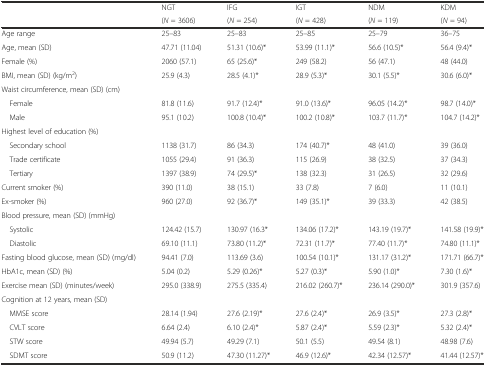 NGT IFG IGT NDM KDM
(N = 3606) (N = 254) (N = 428) (N = 119) (N = 94)
Age range 25–83 25–83 25–85 25–79 36–75
Age, mean (SD) 47.71 (11.04) 51.31 (10.6)* 53.99 (11.1)* 56.6 (10.5)* 56.4 (9.4)*
Female (%) 2060 (57.1) 65 (25.6)* 249 (58.2) 56 (47.1) 48 (44.0)
BMI, mean (SD) (kg/m²) 25.9 (4.3) 28.5 (4.1)* 28.9 (5.3)* 30.1 (5.5)* 30.6 (6.0)*
Waist circumference, mean (SD) (cm)
Female 81.8 (11.6) 91.7 (12.4)* 91.0 (13.6)* 96.05 (14.2)* 98.7 (14.0)*
Male 95.1 (10.2) 100.8 (10.4)* 100.2 (10.8)* 103.7 (11.7)* 104.7 (14.2)*
Highest level of education (%)
Secondary school 1138 (31.7) 86 (34.3) 174 (40.7)* 48 (41.0) 39 (36.0)
Trade certificate 1055 (29.4) 91 (36.3) 115 (26.9) 38 (32.5) 37 (34.3)
Tertiary 1397 (38.9) 74 (29.5)* 138 (32.3) 31 (26.5) 32 (29.6)
Current smoker (%) 390 (11.0) 38 (15.1) 33 (7.8) 7 (6.0) 11 (10.1)
Ex-smoker (%) 960 (27.0) 92 (36.7)* 149 (35.1)* 39 (33.3) 42 (38.5)
Blood pressure, mean (SD) (mmHg)
Systolic 124.42 (15.7) 130.97 (16.3* 134.06 (17.2)* 143.19 (19.7)* 141.58 (19.9)*
Diastolic 69.10 (11.1) 73.80 (11.2)* 72.31 (11.7)* 77.40 (11.7)* 74.80 (11.1)*
Fasting blood glucose, mean (SD) (mg/dl) 94.41 (7.0) 113.69 (3.6) 100.54 (10.1)* 131.17 (31.2)* 171.71 (66.7)*
HbA1c, mean (SD) (%) 5.04 (0.2) 5.29 (0.26)* 5.27 (0.3)* 5.90 (1.0)* 7.30 (1.6)*
Exercise mean (SD) (minutes/week) 295.0 (338.9) 275.5 (335.4) 216.02 (260.7)* 236.14 (290.0)* 301.9 (357.6)
Cognition at 12 years, mean (SD)
MMSE score 28.14 (1.94) 27.6 (2.19)* 27.6 (2.4)* 26.9 (3.5)* 27.3 (2.8)*
CVLT score 6.64 (2.4) 6.10 (2.4)* 5.87 (2.4)* 5.59 (2.3)* 5.32 (2.4)*
STW score 49.94 (5.7) 49.29 (7.1) 50.1 (5.5) 49.54 (8.1) 48.98 (7.6)
SDMT score 50.9 (11.2) 47.30 (11.27)* 46.9 (12.6)* 42.34 (12.57)* 41.44 (12.57)*